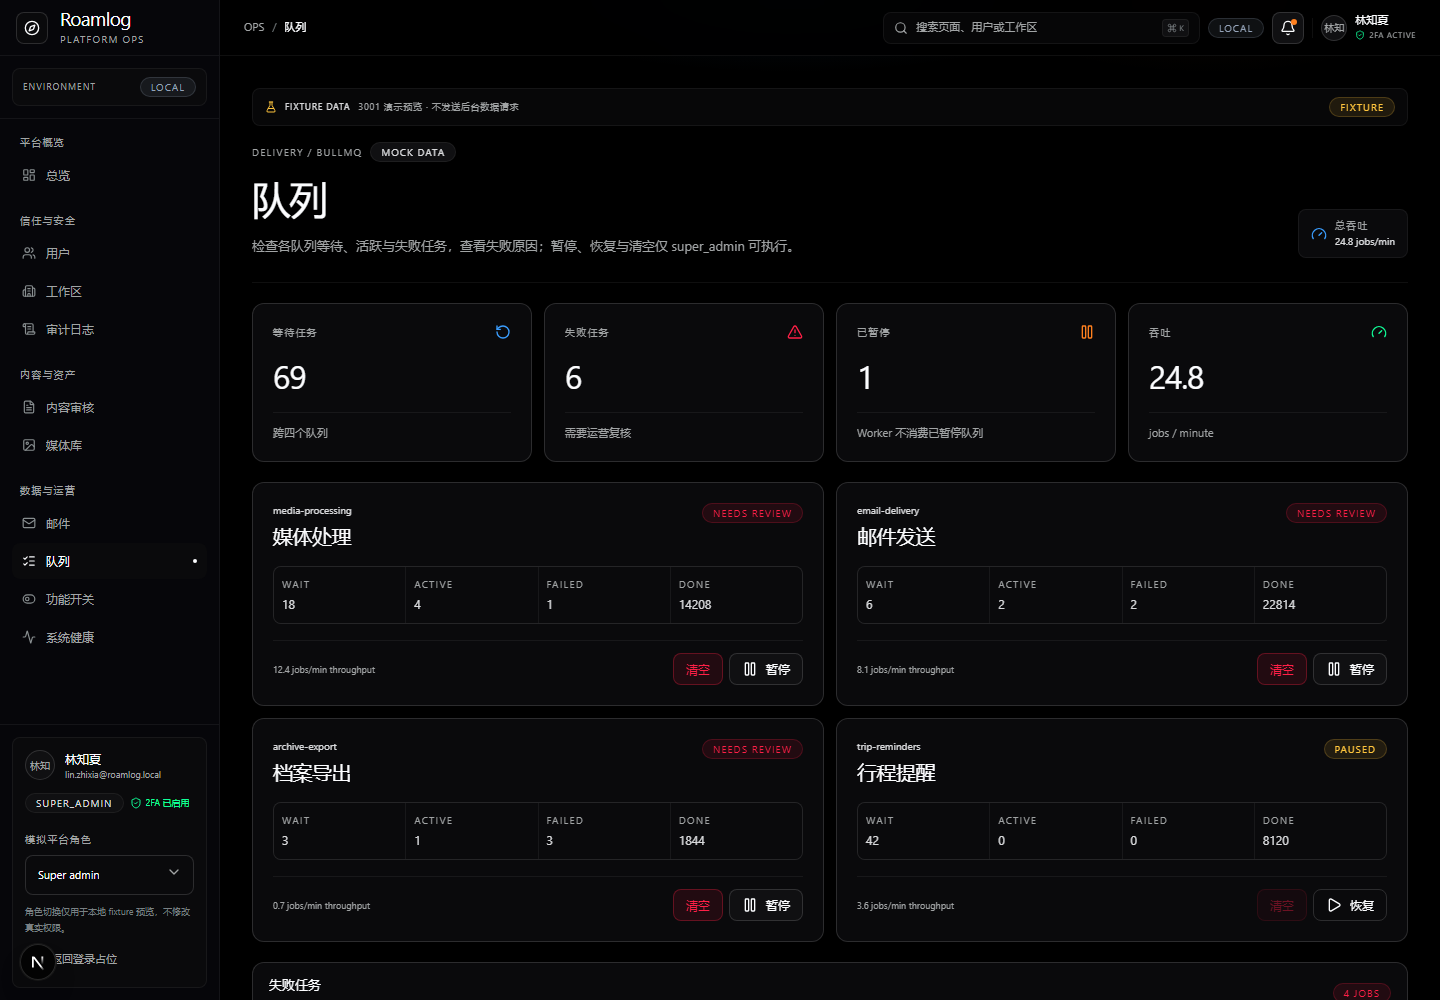 Roamlog
PLATFORM OPS
ENVIRONMENT
LOCAL
平台概览
总览
信任与安全
用户
工作区
审计日志
内容与资产
内容审核
媒体库
数据与运营
邮件
队列
功能开关
系统健康
林知
林知夏
lin.zhixia@roamlog.local
SUPER_ADMIN
2FA 已启用
模拟平台角色
Super admin
角色切换仅用于本地 fixture 预览，不修改
真实权限。
N
返回登录占位
OPS / 队列
搜索页面、用户或工作区
⌘ K
LOCAL
林知
林知夏
2FA ACTIVE
FIXTURE DATA 3001 演示预览 · 不发送后台数据请求
FIXTURE
DELIVERY / BULLMQ
MOCK DATA
队列
检查各队列等待、活跃与失败任务，查看失败原因；暂停、恢复与清空仅 super_admin 可执行。
总吞吐
24.8 jobs/min
等待任务
69
跨四个队列
失败任务
6
需要运营复核
已暂停
1
Worker 不消费已暂停队列
吞吐
24.8
jobs / minute
media-processing
媒体处理
NEEDS REVIEW
WAIT
18
ACTIVE
4
FAILED
1
DONE
14208
12.4 jobs/min throughput
清空
暂停
email-delivery
邮件发送
NEEDS REVIEW
WAIT
6
ACTIVE
2
FAILED
2
DONE
22814
8.1 jobs/min throughput
清空
暂停
archive-export
档案导出
NEEDS REVIEW
WAIT
3
ACTIVE
1
FAILED
3
DONE
1844
0.7 jobs/min throughput
清空
暂停
trip-reminders
行程提醒
PAUSED
WAIT
42
ACTIVE
0
FAILED
0
DONE
8120
3.6 jobs/min throughput
清空
恢复
失败任务
4 JOBS